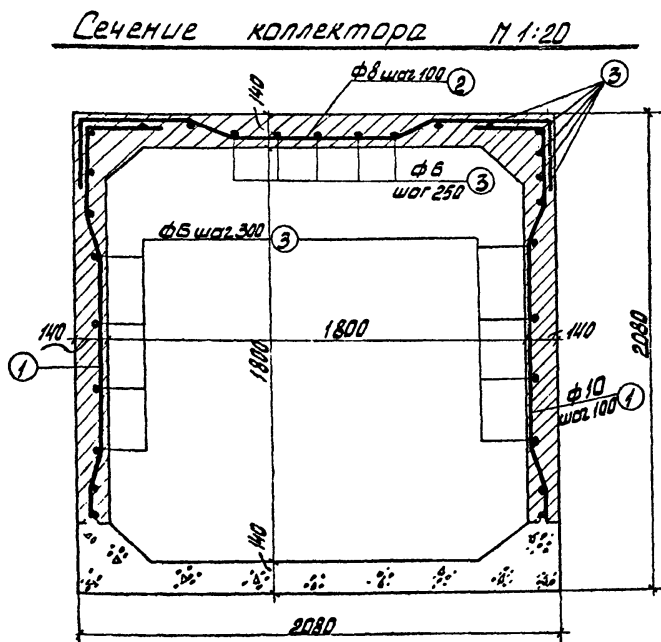 Сечение коллектора М 1:20
ф8 шаг 100 2
3
140
ф6
шаг 250 3
ф6 шаг 300 3
140
1800
140
1800
2080
1
ф10
шаг 100 1
140
2080